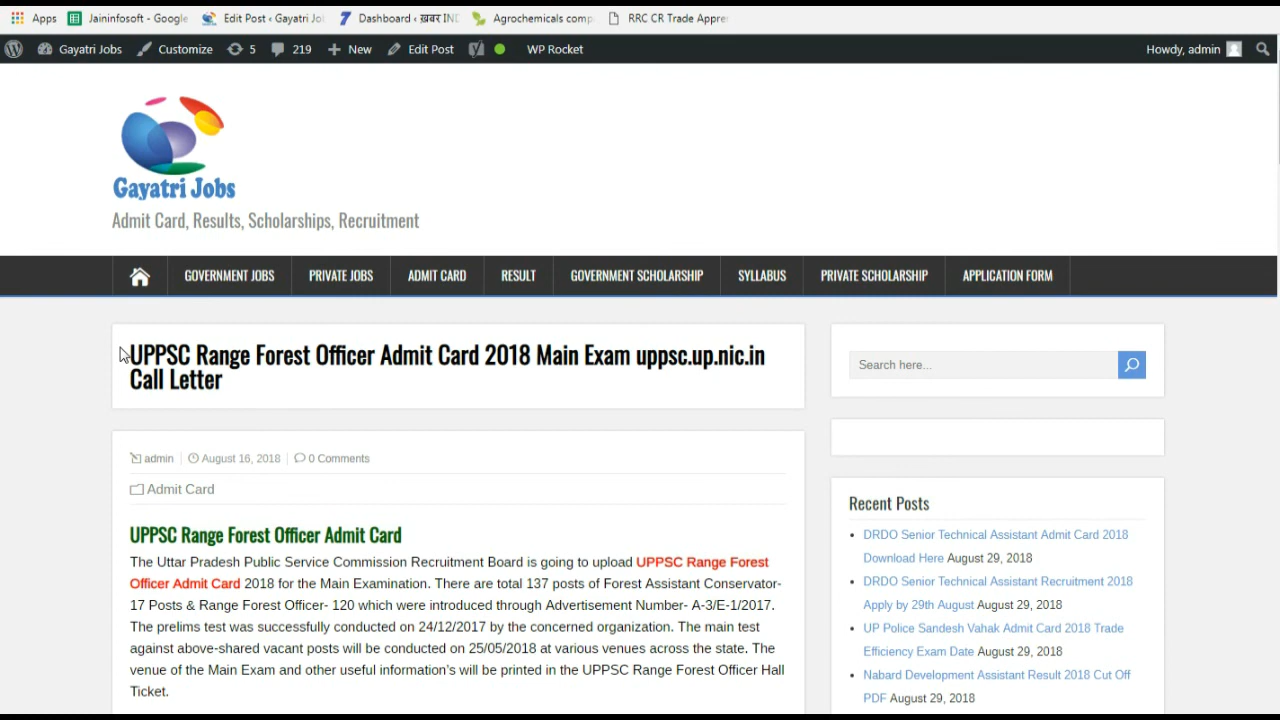 Apps Jaininfosoft - Google Edit Post ‹ Gayatri Jo Dashboard ‹ ख़बर IND Agrochemicals comp RRC CR Trade Appre
Gayatri Jobs Customize 5 219 New Edit Post WP Rocket Howdy, admin
Gayatri Jobs
Admit Card, Results, Scholarships, Recruitment
GOVERNMENT JOBS PRIVATE JOBS ADMIT CARD RESULT GOVERNMENT SCHOLARSHIP SYLLABUS PRIVATE SCHOLARSHIP APPLICATION FORM
UPPSC Range Forest Officer Admit Card 2018 Main Exam uppsc.up.nic.in
Call Letter
admin August 16, 2018 0 Comments
Admit Card
UPPSC Range Forest Officer Admit Card
The Uttar Pradesh Public Service Commission Recruitment Board is going to upload UPPSC Range Forest
Officer Admit Card 2018 for the Main Examination. There are total 137 posts of Forest Assistant Conservator-
17 Posts & Range Forest Officer- 120 which were introduced through Advertisement Number- A-3/E-1/2017.
The prelims test was successfully conducted on 24/12/2017 by the concerned organization. The main test
against above-shared vacant posts will be conducted on 25/05/2018 at various venues across the state. The
venue of the Main Exam and other useful information's will be printed in the UPPSC Range Forest Officer Hall
Ticket.
Search here...
Recent Posts
DRDO Senior Technical Assistant Admit Card 2018
Download Here August 29, 2018
DRDO Senior Technical Assistant Recruitment 2018
Apply by 29th August August 29, 2018
UP Police Sandesh Vahak Admit Card 2018 Trade
Efficiency Exam Date August 29, 2018
Nabard Development Assistant Result 2018 Cut Off
PDF August 29, 2018